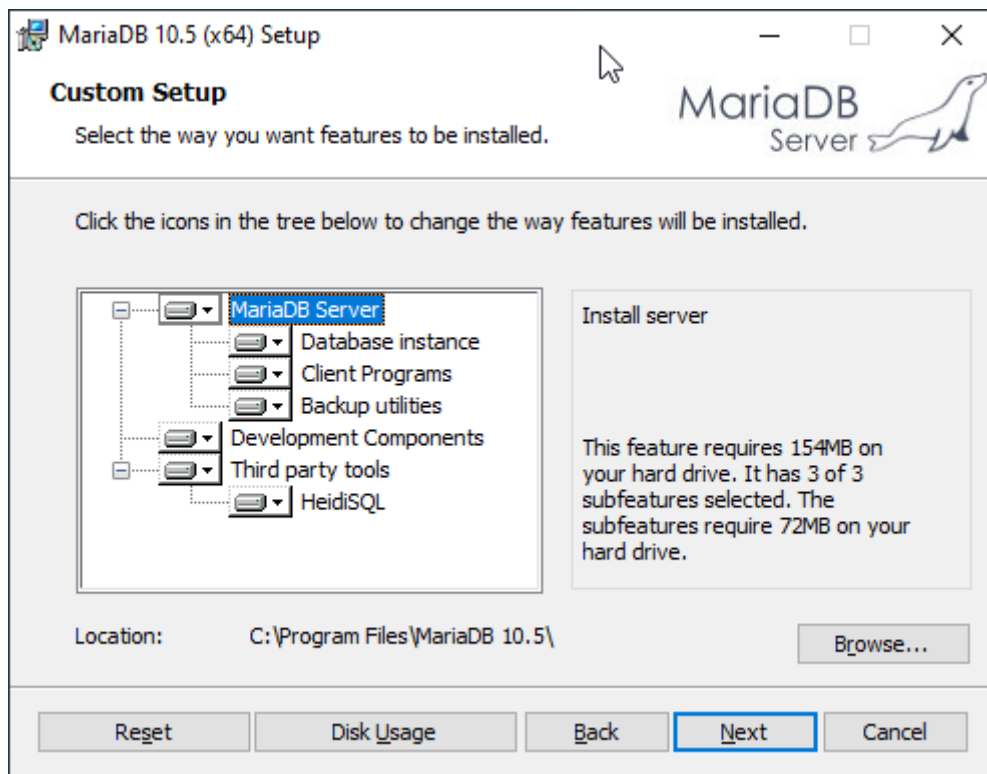 MariaDB 10.5 (x64) Setup
Custom Setup
Select the way you want features to be installed.
MariaDB
Server
Click the icons in the tree below to change the way features will be installed.
MariaDB Server
Database instance
Client Programs
Backup utilities
Development Components
Third party tools
HeidiSQL
Install server
This feature requires 154MB on
your hard drive. It has 3 of 3
subfeatures selected. The
subfeatures require 72MB on your
hard drive.
Location: C:\Program Files\MariaDB 10.5\
Browse...
Reset Disk Usage Back Next Cancel